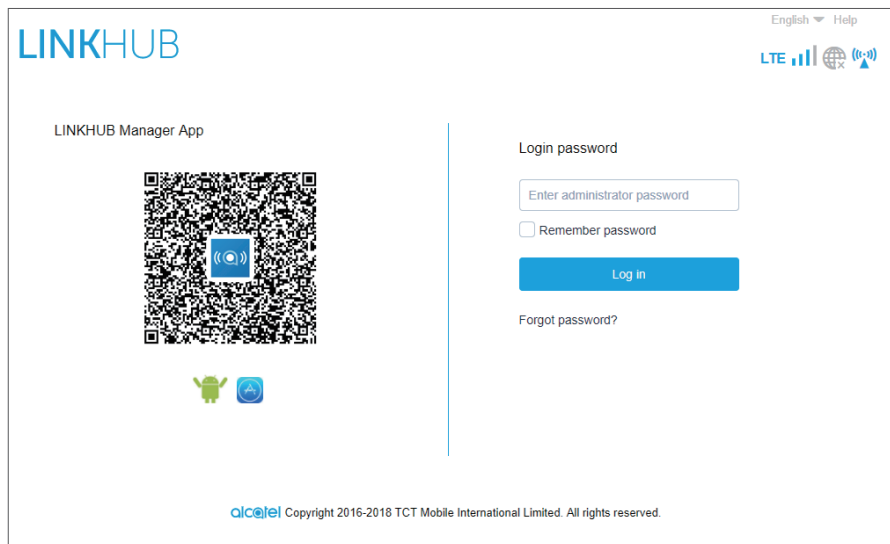 English Help
LINKHUB
LTE
LINKHUB Manager App
Login password
Enter administrator password
Remember password
Log in
Forgot password?
alcatel Copyright 2016-2018 TCT Mobile International Limited. All rights reserved.